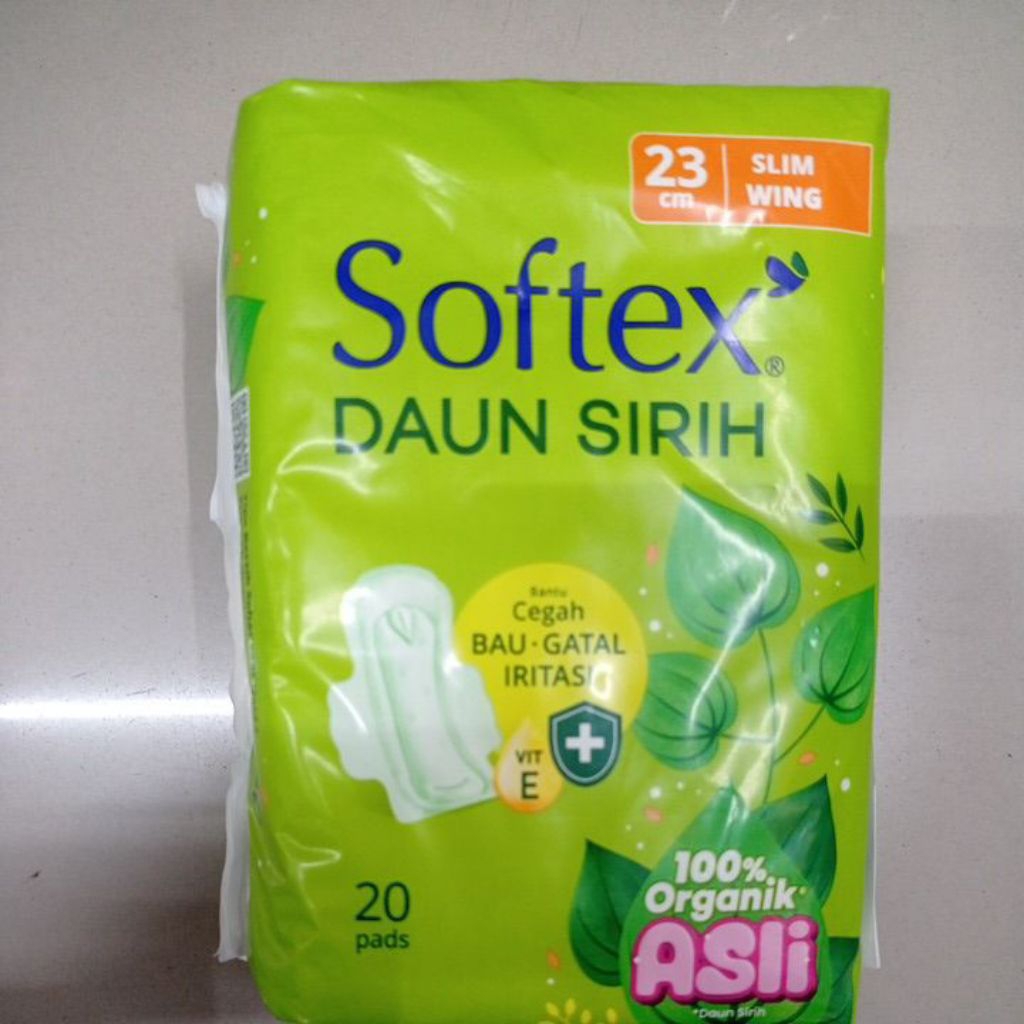 23 cm
SLIM WING
Softex®
DAUN SIRIH
Bantu
Cegah
BAU · GATAL
IRITASI
VIT
E
20
pads
100%
Organik*
ASLi
*Daun Sirih